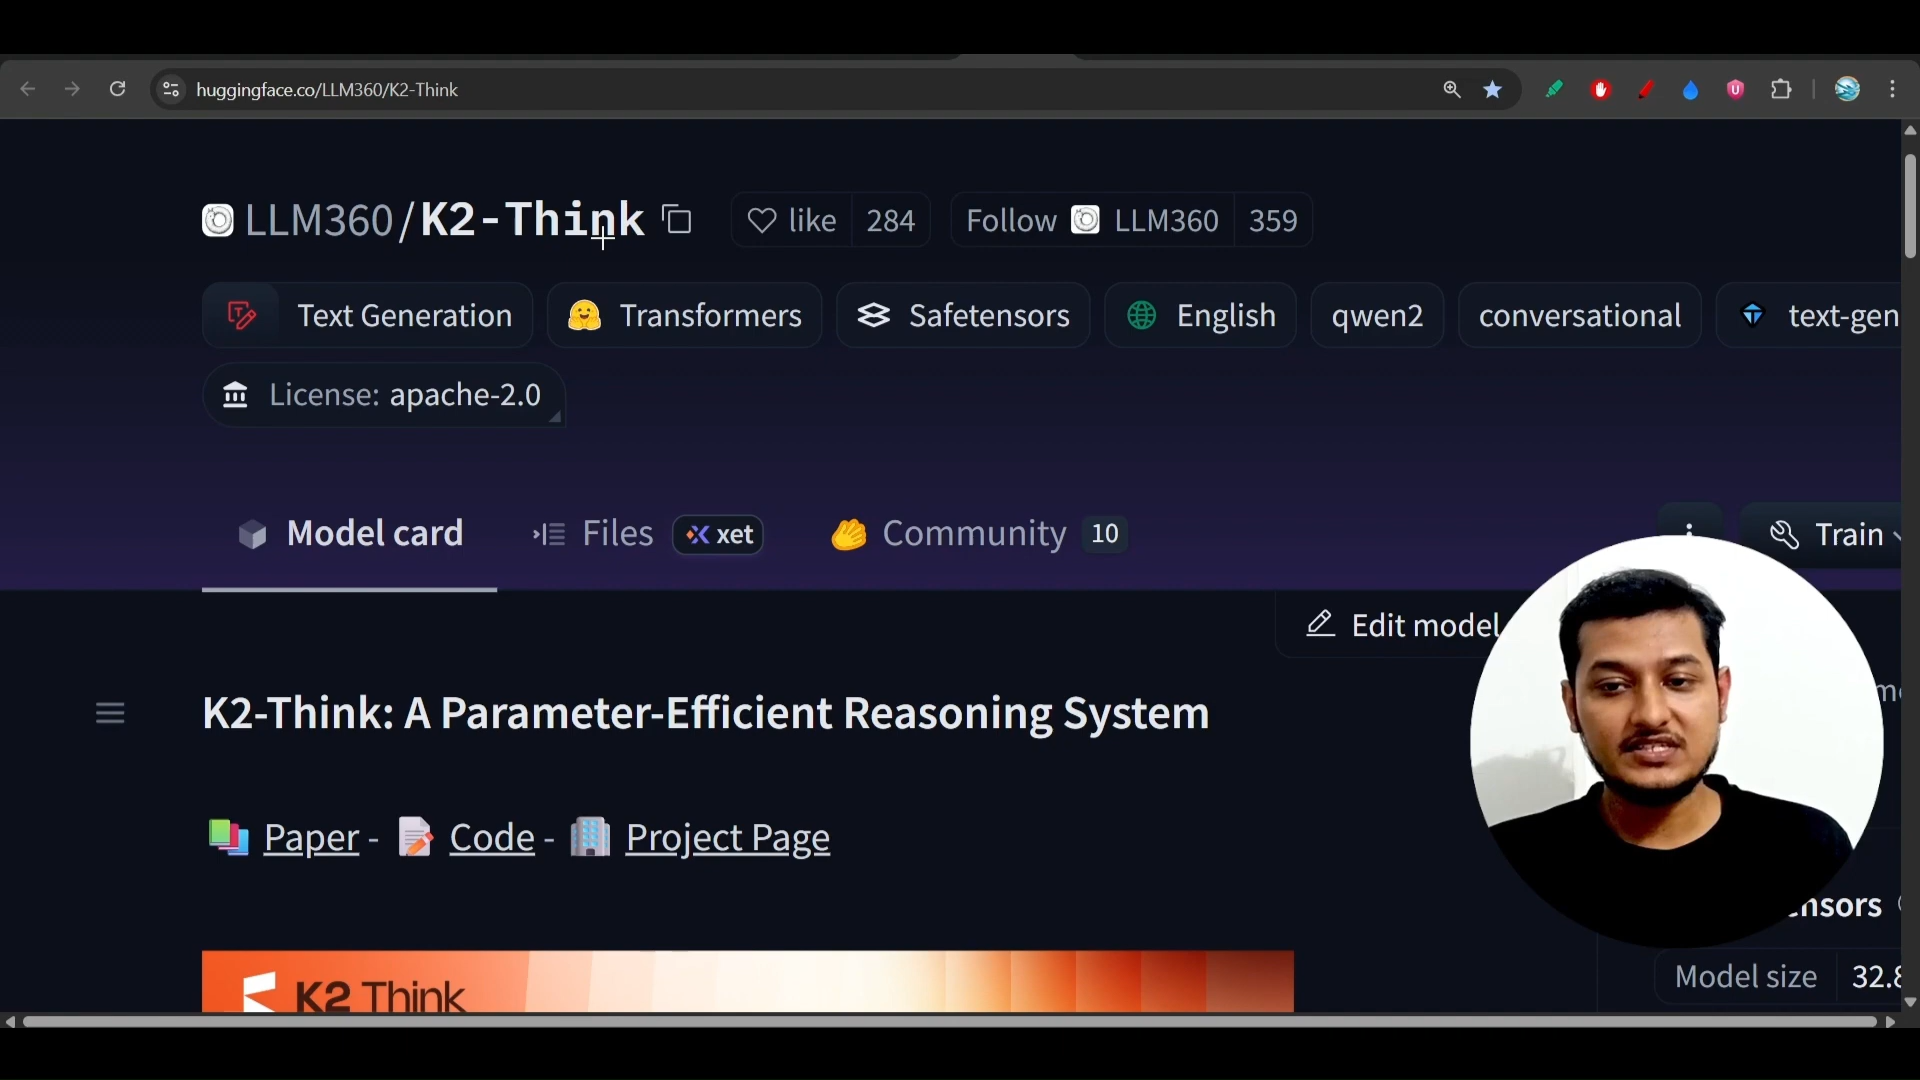 huggingface.co/LLM360/K2-Think
LLM360/K2-Think like 284 Follow LLM360 359
Text Generation Transformers Safetensors English qwen2 conversational text-gen
License: apache-2.0
Model card Files xet Community 10 Train
Edit model
K2-Think: A Parameter-Efficient Reasoning System
Paper - Code - Project Page
K2 Think
Model size 32.8